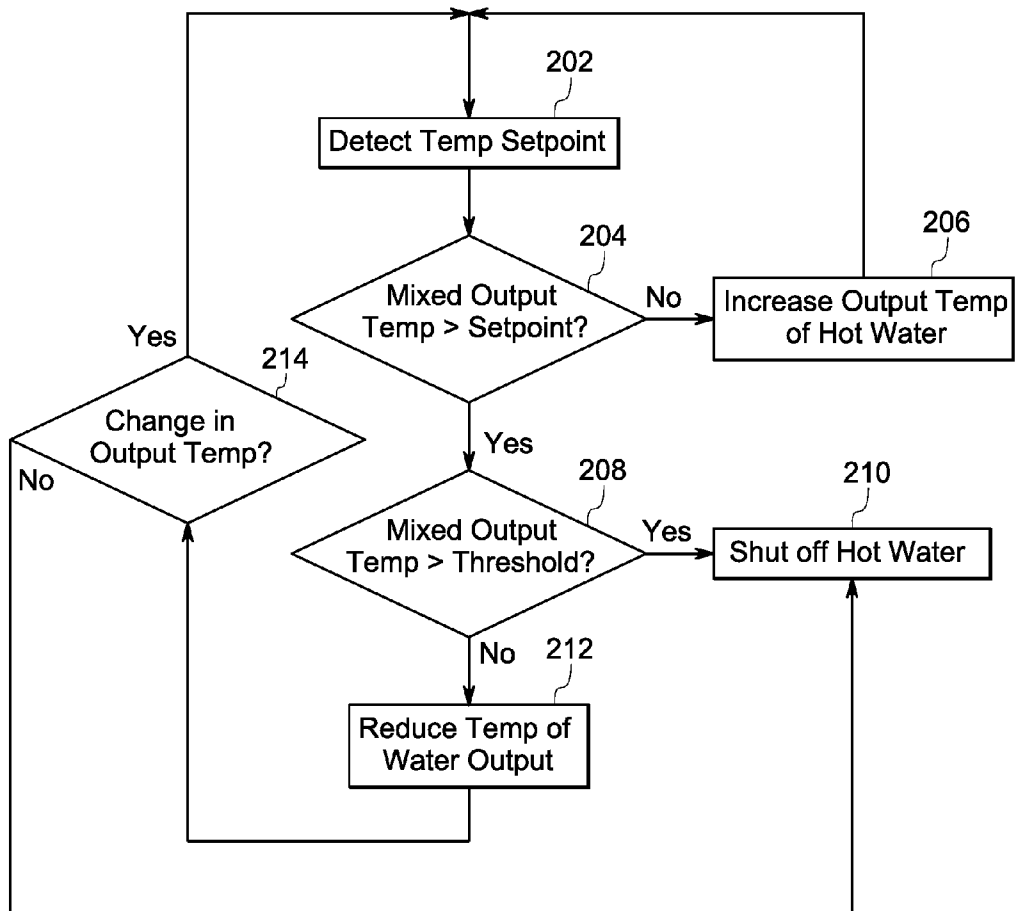 202
Detect Temp Setpoint
204
Mixed Output
Temp > Setpoint?
No
206
Increase Output Temp
of Hot Water
Yes
214
Change in
Output Temp?
No
Yes
208
Mixed Output
Temp > Threshold?
Yes
210
Shut off Hot Water
No
212
Reduce Temp of
Water Output